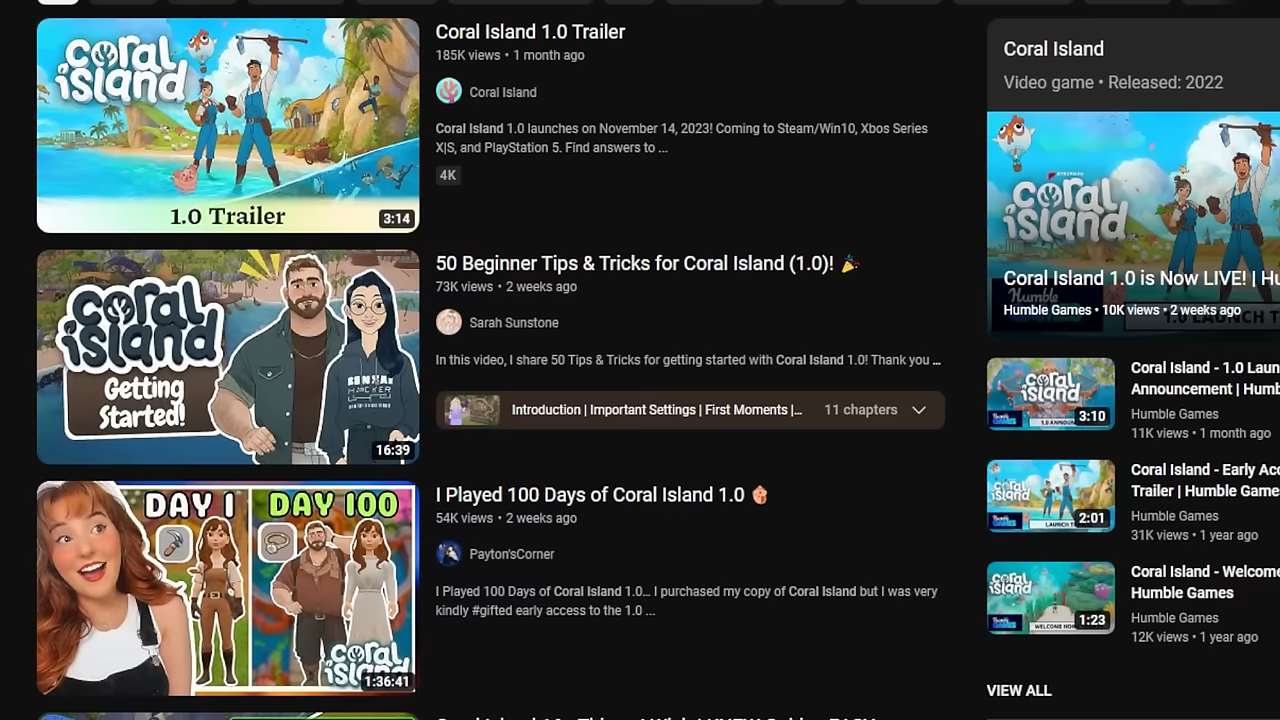 coral island
1.0 Trailer
3:14
Coral Island 1.0 Trailer
185K views • 1 month ago
Coral Island
Coral Island 1.0 launches on November 14, 2023! Coming to Steam/Win10, Xbos Series
X|S, and PlayStation 5. Find answers to ...
4K
coral
island
Getting
Started!
16:39
50 Beginner Tips & Tricks for Coral Island (1.0)! 🎉
73K views • 2 weeks ago
Sarah Sunstone
In this video, I share 50 Tips & Tricks for getting started with Coral Island 1.0! Thank you ...
Introduction | Important Settings | First Moments |...
11 chapters
DAY 1
DAY 100
coral
island
1:36:41
I Played 100 Days of Coral Island 1.0
54K views • 2 weeks ago
Payton'sCorner
I Played 100 Days of Coral Island 1.0... I purchased my copy of Coral Island but I was very
kindly #gifted early access to the 1.0 ...
Coral Island
Video game • Released: 2022
coral
island
Coral Island 1.0 is Now LIVE! | Hu
Humble Games • 10K views • 2 weeks ago
coral
island
3:10
Coral Island - 1.0 Laun
Announcement | Humb
Humble Games
11K views • 1 month ago
coral
island
2:01
Coral Island - Early Acc
Trailer | Humble Game
Humble Games
31K views • 1 year ago
coral
island
1:23
Coral Island - Welcome
Humble Games
Humble Games
12K views • 1 year ago
VIEW ALL